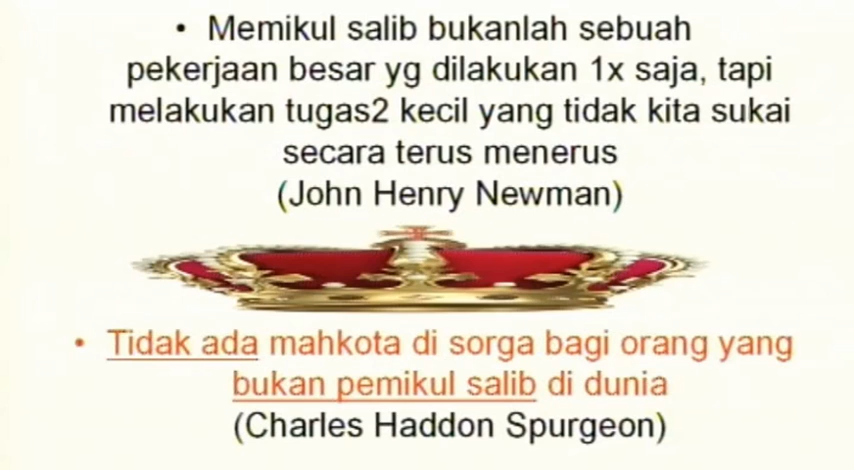 • Memikul salib bukanlah sebuah
pekerjaan besar yg dilakukan 1x saja, tapi
melakukan tugas2 kecil yang tidak kita sukai
secara terus menerus
(John Henry Newman)
• Tidak ada mahkota di sorga bagi orang yang
bukan pemikul salib di dunia
(Charles Haddon Spurgeon)